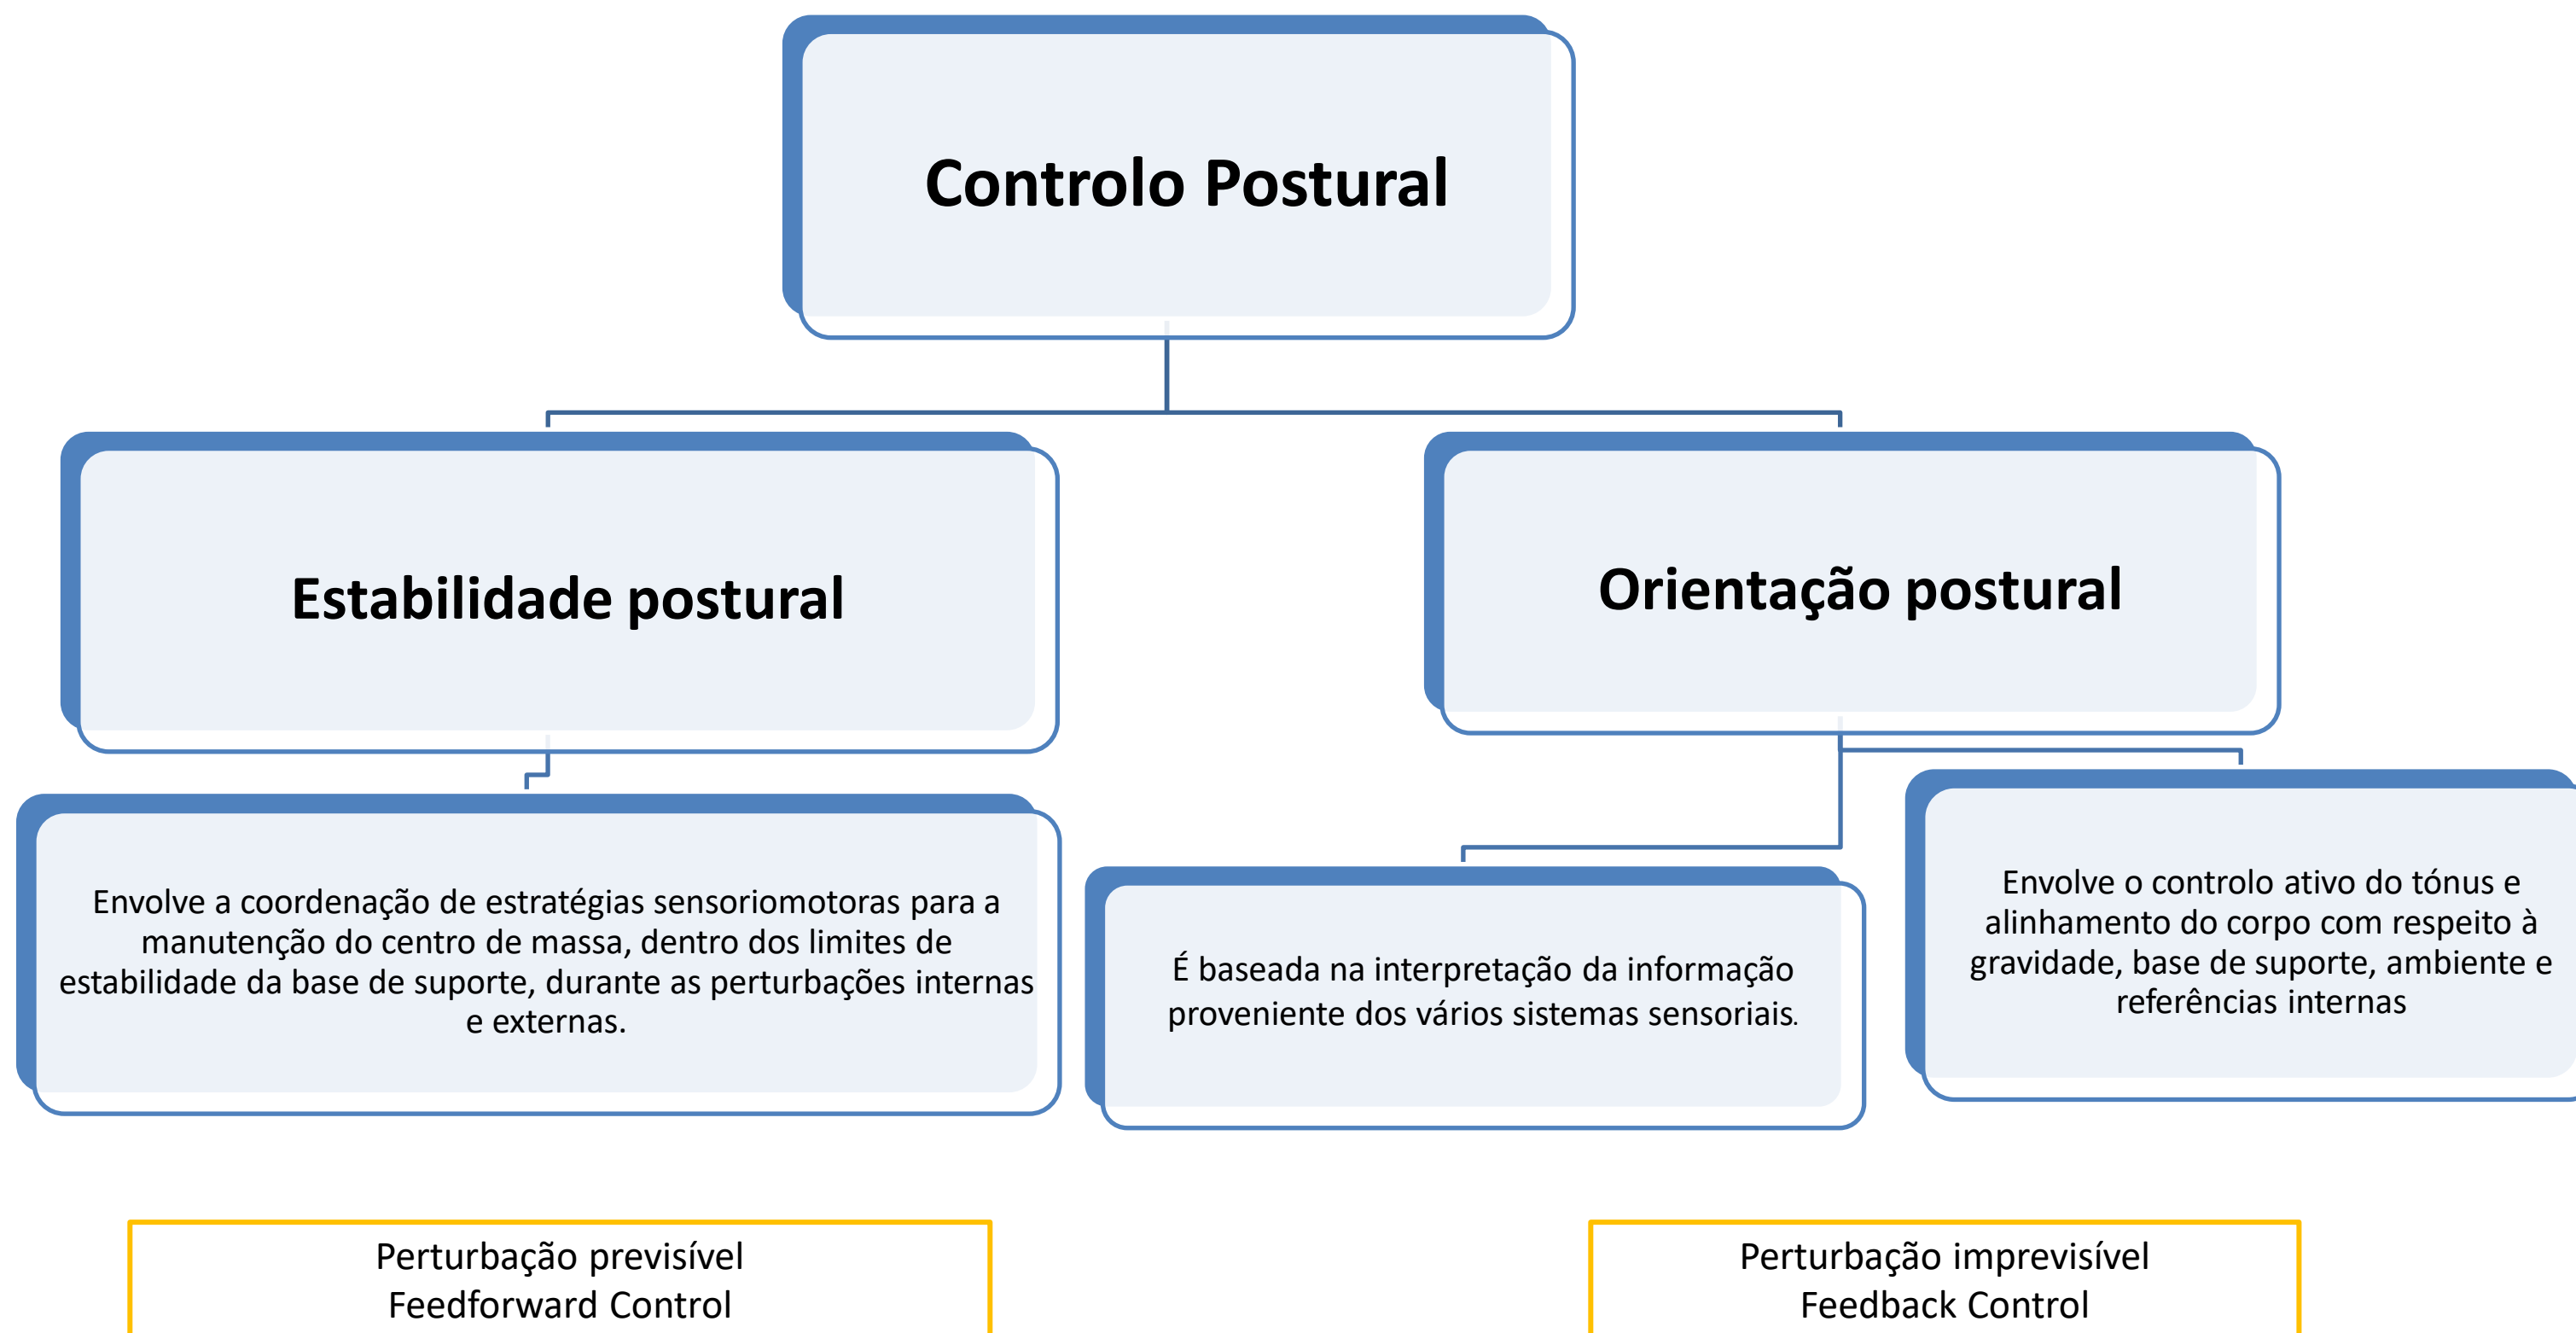 Controlo Postural
Estabilidade postural
Orientação postural
Envolve a coordenação de estratégias sensoriomotoras para a
manutenção do centro de massa, dentro dos limites de
estabilidade da base de suporte, durante as perturbações internas
e externas.
É baseada na interpretação da informação
proveniente dos vários sistemas sensoriais.
Envolve o controlo ativo do tónus e
alinhamento do corpo com respeito à
gravidade, base de suporte, ambiente e
referências internas
Perturbação previsível
Feedforward Control
Perturbação imprevisível
Feedback Control